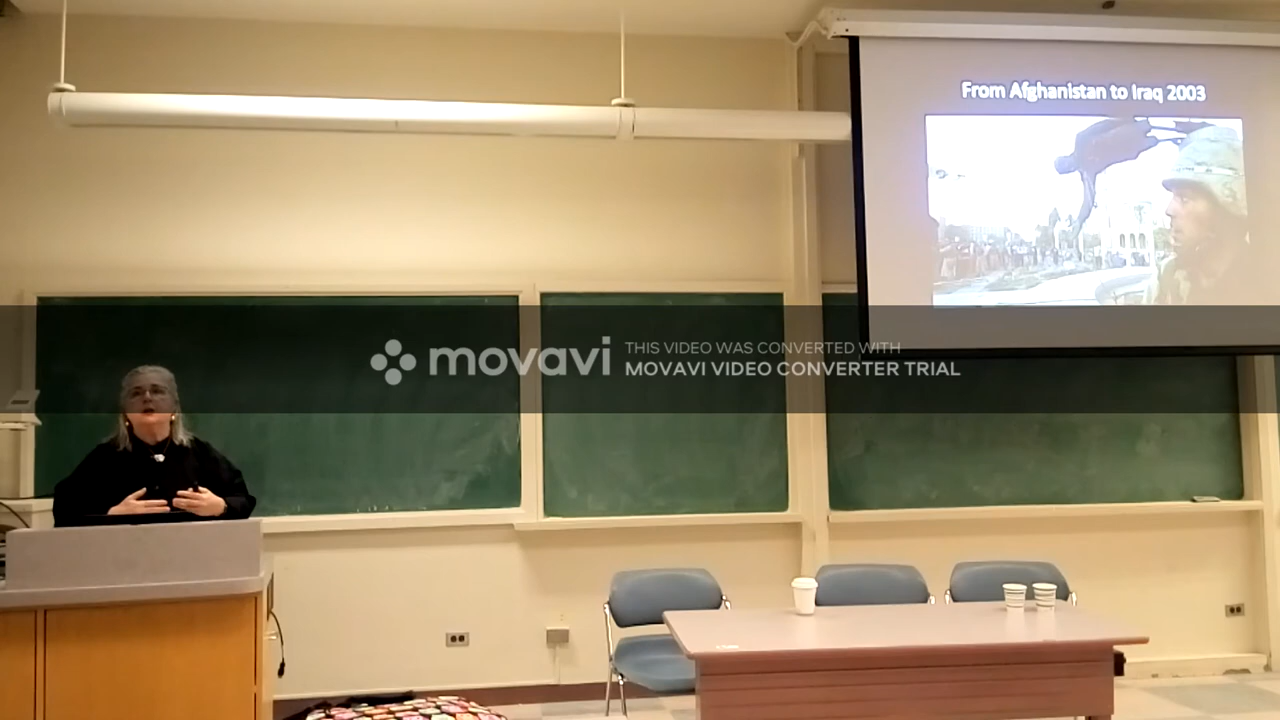 From Afghanistan to Iraq 2003
movavi
THIS VIDEO WAS CONVERTED WITH
MOVAVI VIDEO CONVERTER TRIAL